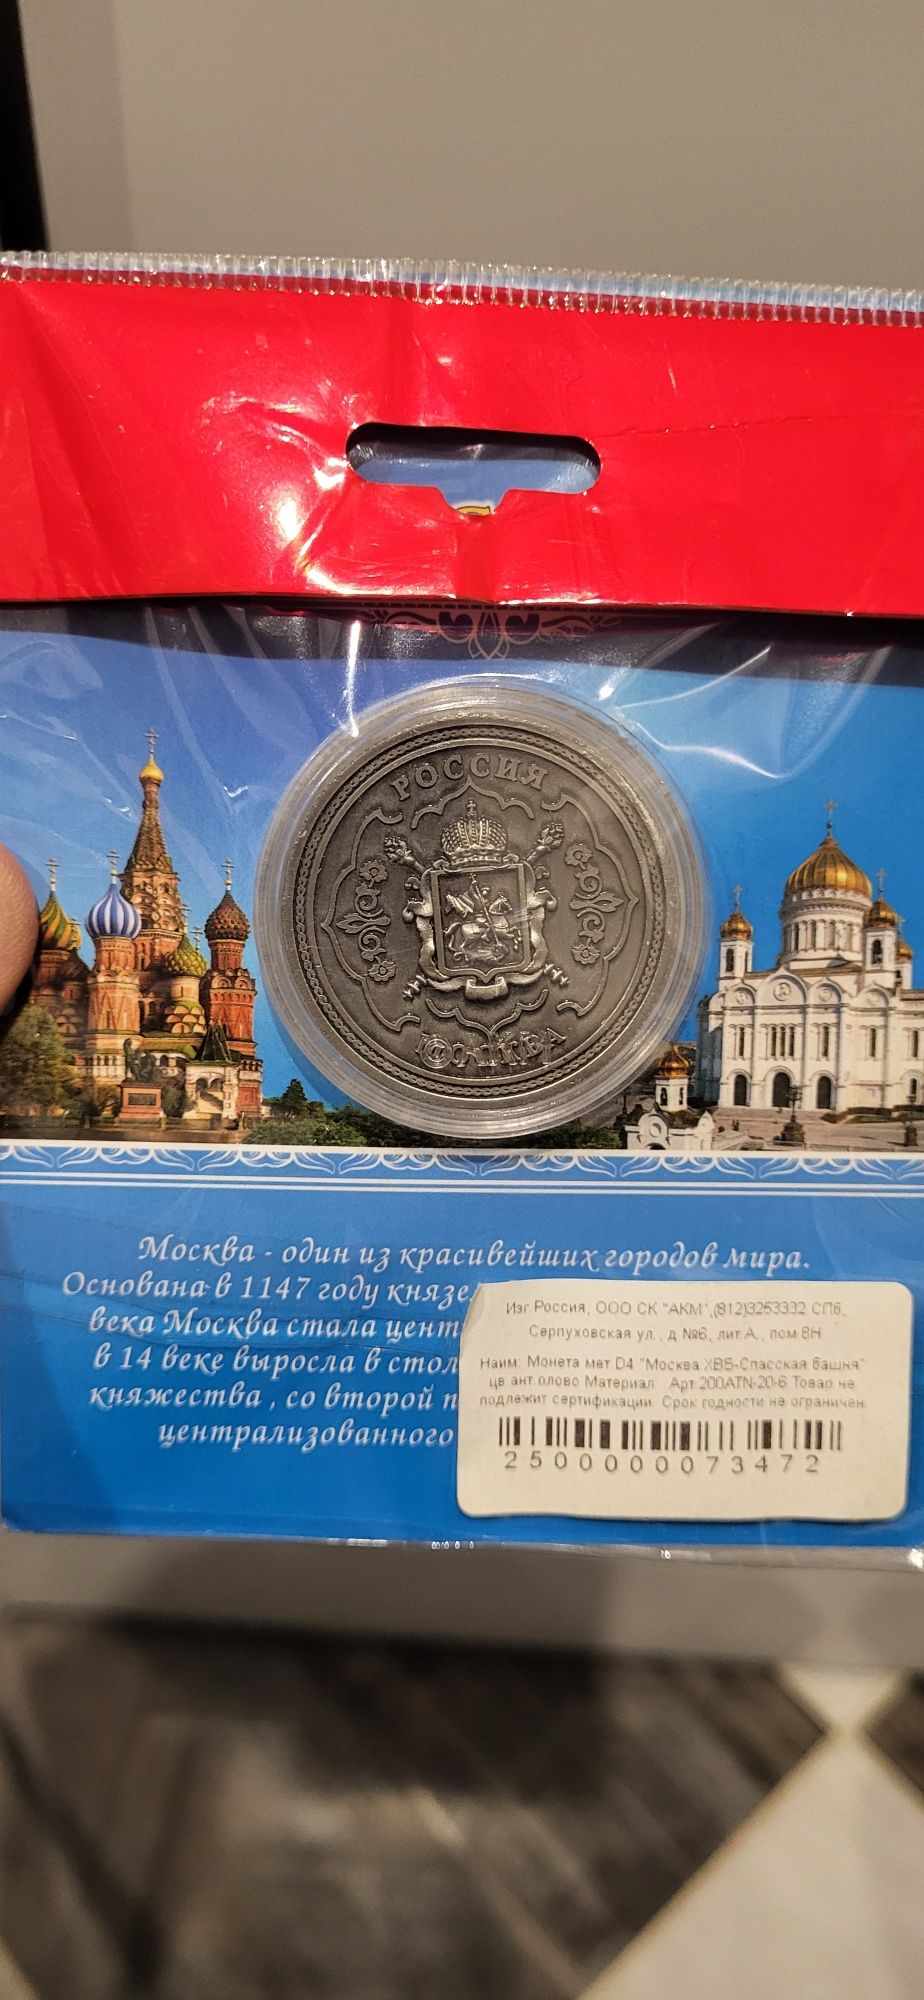 РОССИЯ
МОСКВА
Москва - один из красивейших городов мира.
Основана в 1147 году князе
века Москва стала цент
в 14 веке выросла в стол
княжества , со второй п
централизованного
Изг.Россия, ООО СК "АКМ",(812)3253332 СПб,
Серпуховская ул., д №6, лит.А., пом 8Н
Наим: Монета мет.D4 "Москва ХВБ-Спасская башня"
цв ант.олово Материал: Арт.200ATN-20-6 Товар не
подлежит сертификации. Срок годности не ограничен.
2500000073472